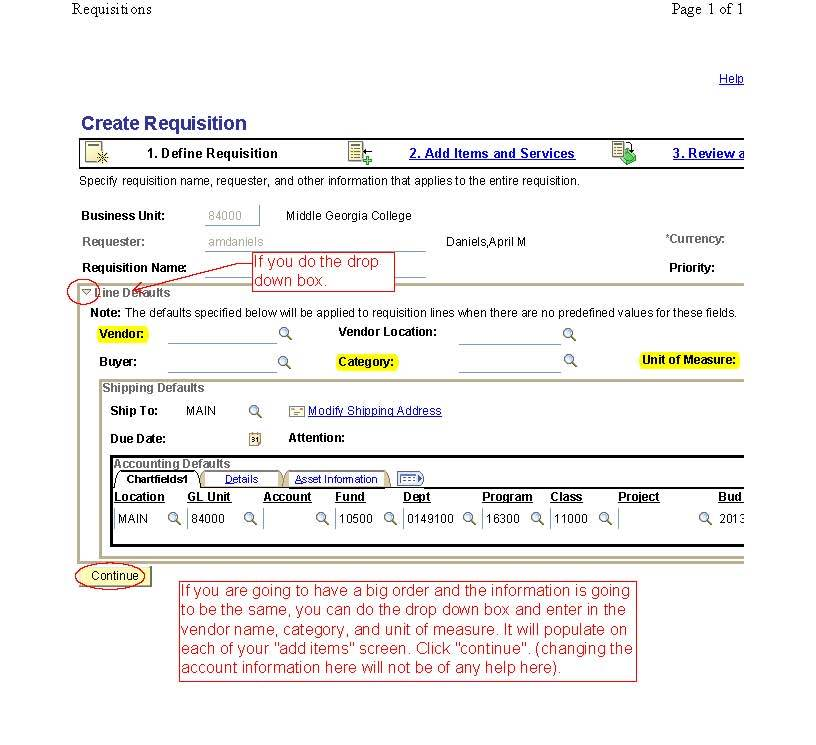 Requisitions Page 1 of 1
Help
Create Requisition
1. Define Requisition 2. Add Items and Services 3. Review a
Specify requisition name, requester, and other information that applies to the entire requisition.
Business Unit: 84000 Middle Georgia College
Requester: amdaniels Daniels,April M *Currency:
Requisition Name: Priority:
If you do the drop
down box.
Line Defaults
Note: The defaults specified below will be applied to requisition lines when there are no predefined values for these fields.
Vendor: Vendor Location:
Buyer: Category: Unit of Measure:
Shipping Defaults
Ship To: MAIN Modify Shipping Address
Due Date: 31 Attention:
Accounting Defaults
Chartfields1 Details Asset Information
Location GL Unit Account Fund Dept Program Class Project Bud
MAIN 84000 10500 0149100 16300 11000 2013
Continue
If you are going to have a big order and the information is going
to be the same, you can do the drop down box and enter in the
vendor name, category, and unit of measure. It will populate on
each of your "add items" screen. Click "continue". (changing the
account information here will not be of any help here).